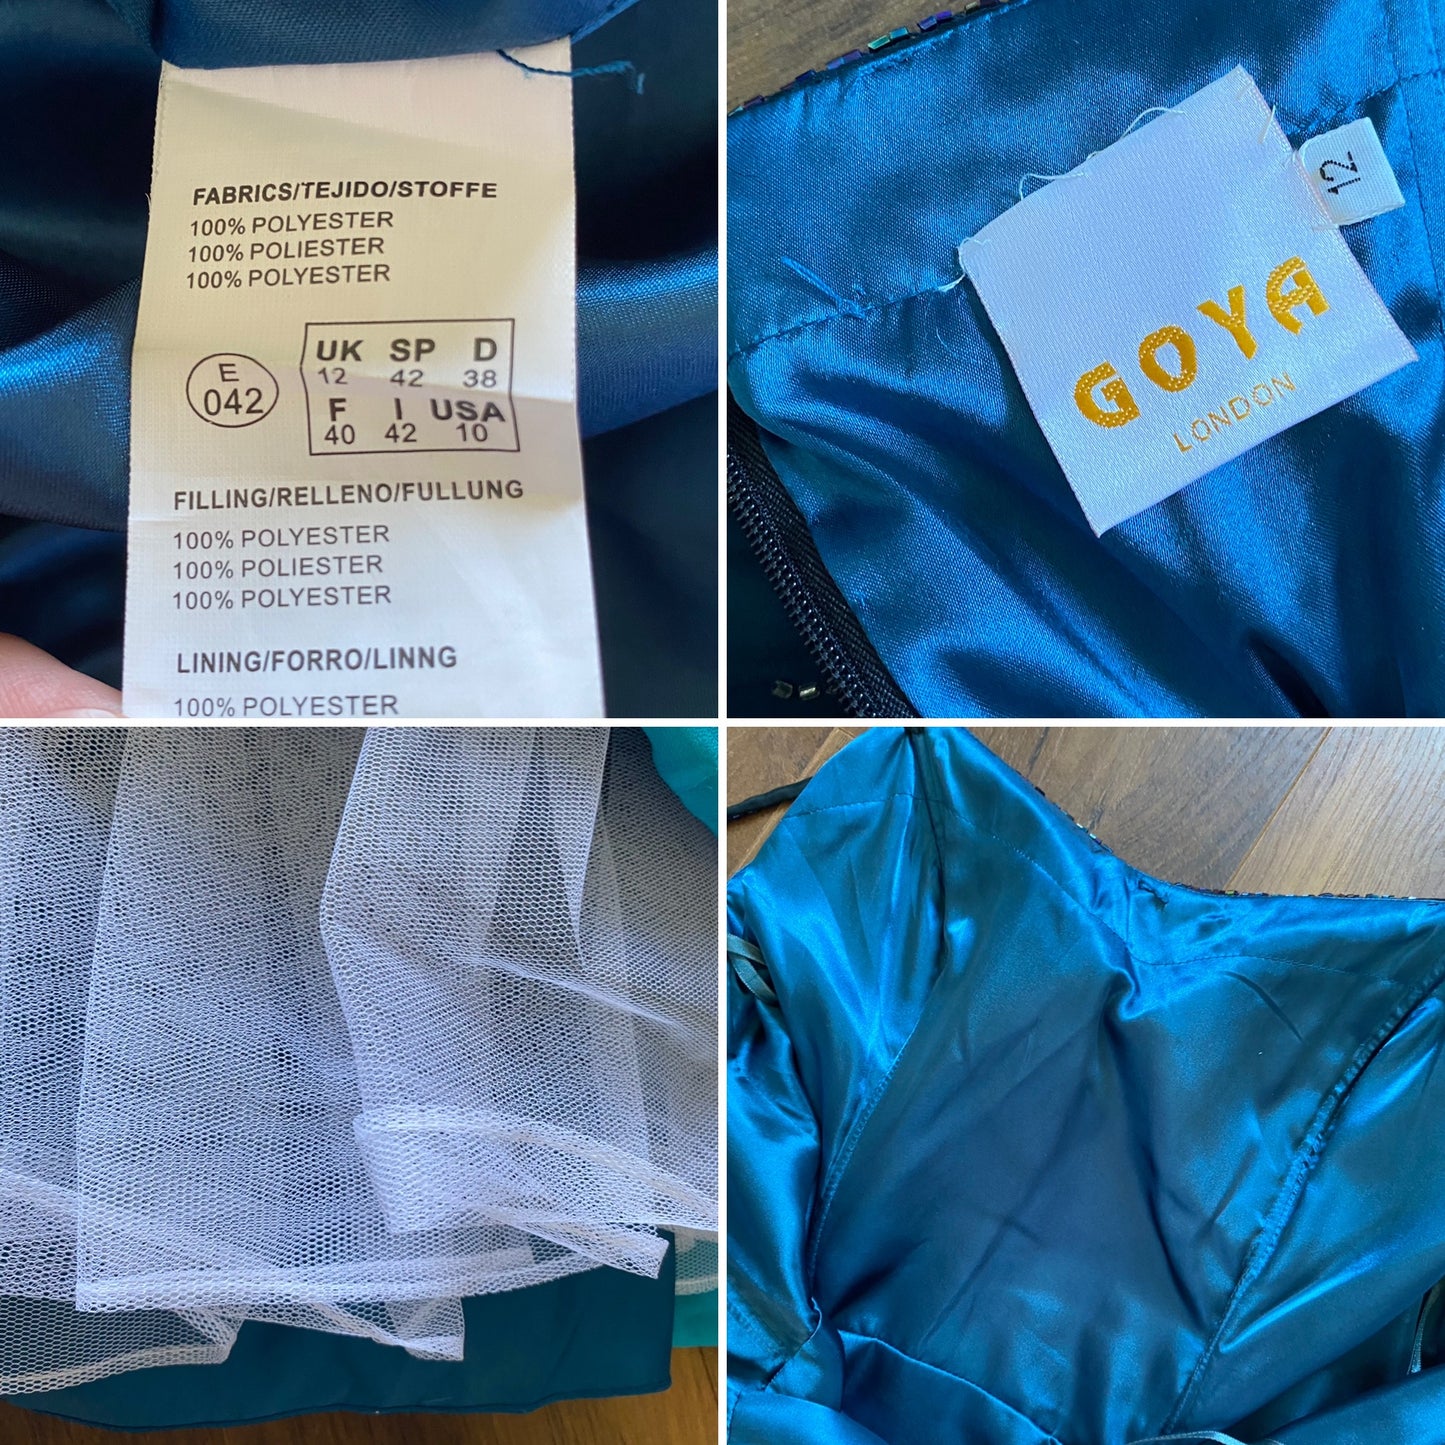 FABRICS/TEJIDO/STOFFE
100% POLYESTER
100% POLIESTER
100% POLYESTER
E
042
UK SP D
12 42 38
F I USA
40 42 10
FILLING/RELLENO/FULLUNG
100% POLYESTER
100% POLIESTER
100% POLYESTER
LINING/FORRO/LINNG
100% POLYESTER
GOYA
LONDON
12